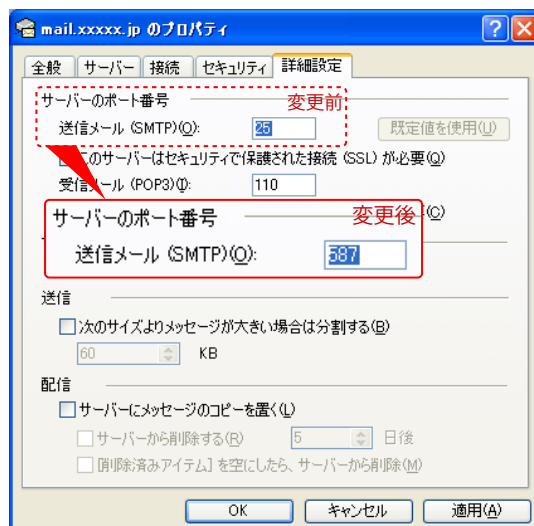 mail.xxxxx.jp のプロパティ
全般 サーバー 接続 セキュリティ 詳細設定
サーバーのポート番号 変更前
送信メール (SMTP)(O): 25 既定値を使用(U)
このサーバーはセキュリティで保護された接続 (SSL) が必要(Q)
受信メール (POP3)(I): 110
(C)
サーバーのポート番号 変更後
送信メール (SMTP)(O): 587
送信
次のサイズよりメッセージが大きい場合は分割する(B)
60 KB
配信
サーバーにメッセージのコピーを置く(L)
サーバーから削除する(R) 5 日後
[削除済みアイテム] を空にしたら、サーバーから削除(M)
OK キャンセル 適用(A)